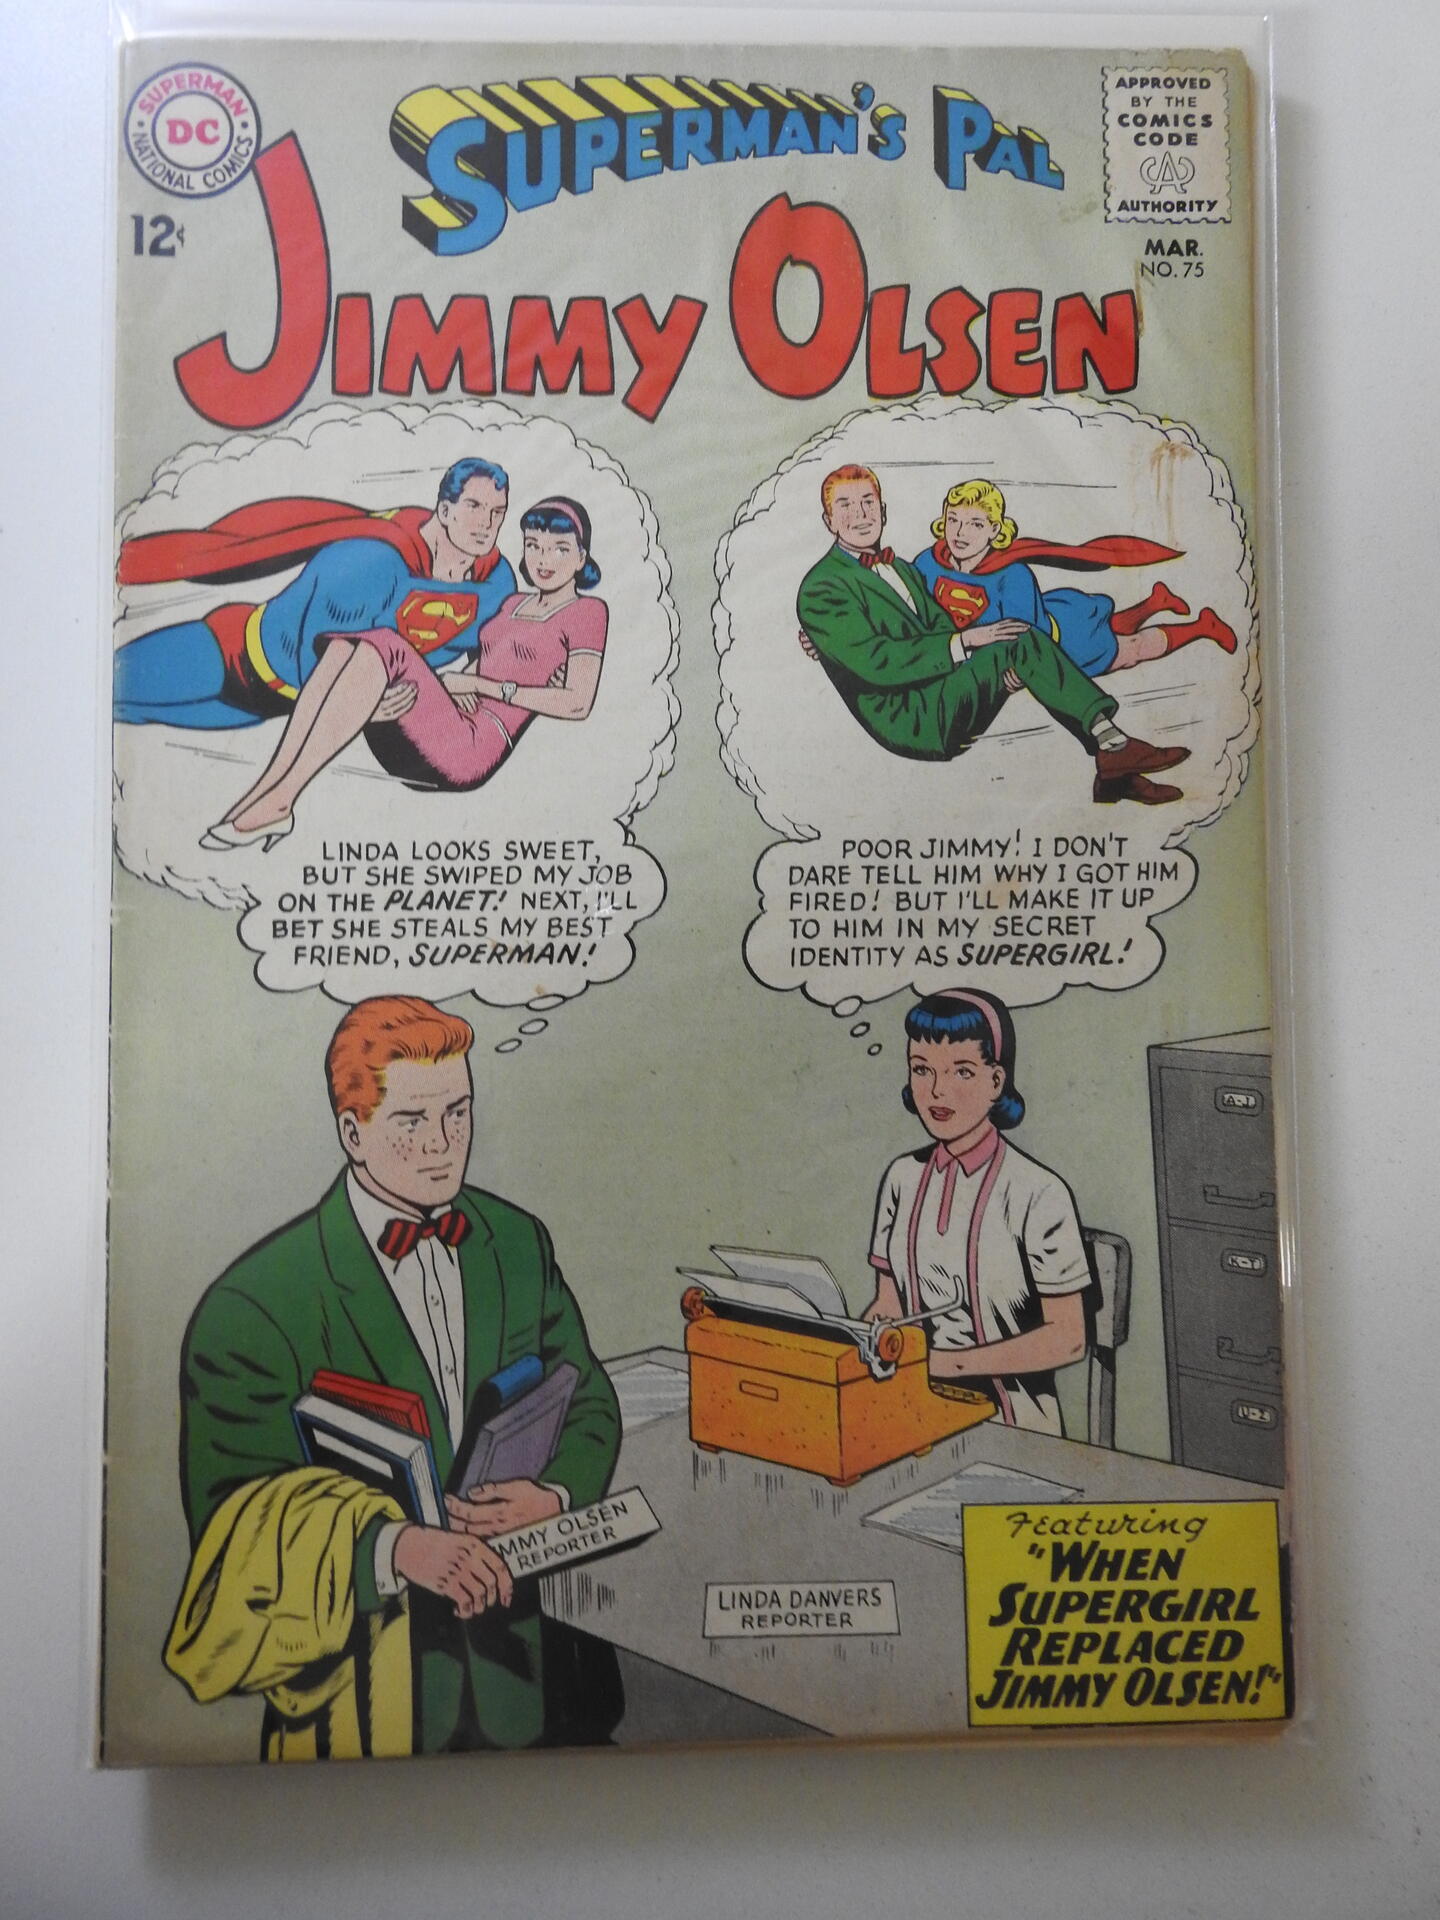 SUPERMAN
DC
NATIONAL COMICS
12¢
SUPERMAN'S PAL
JIMMY OLSEN
APPROVED
BY THE
COMICS
CODE
CA
AUTHORITY
MAR.
NO. 75
LINDA LOOKS SWEET,
BUT SHE SWIPED MY JOB
ON THE PLANET! NEXT, I'LL
BET SHE STEALS MY BEST
FRIEND, SUPERMAN!
POOR JIMMY! I DON'T
DARE TELL HIM WHY I GOT HIM
FIRED! BUT I'LL MAKE IT UP
TO HIM IN MY SECRET
IDENTITY AS SUPERGIRL!
A-J
K-T
U-Z
IMMY OLSEN
REPORTER
LINDA DANVERS
REPORTER
Featuring
"WHEN
SUPERGIRL
REPLACED
JIMMY OLSEN!"